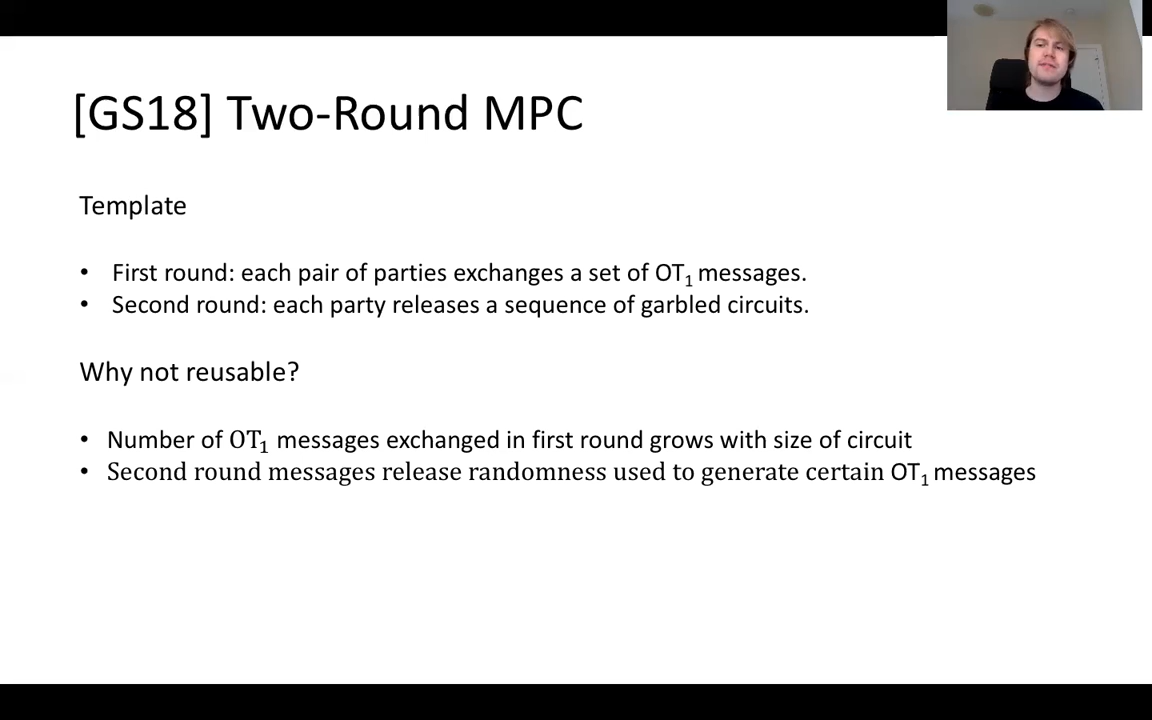 [GS18] Two-Round MPC
Template
• First round: each pair of parties exchanges a set of OT₁ messages.
• Second round: each party releases a sequence of garbled circuits.
Why not reusable?
• Number of OT₁ messages exchanged in first round grows with size of circuit
• Second round messages release randomness used to generate certain OT₁ messages